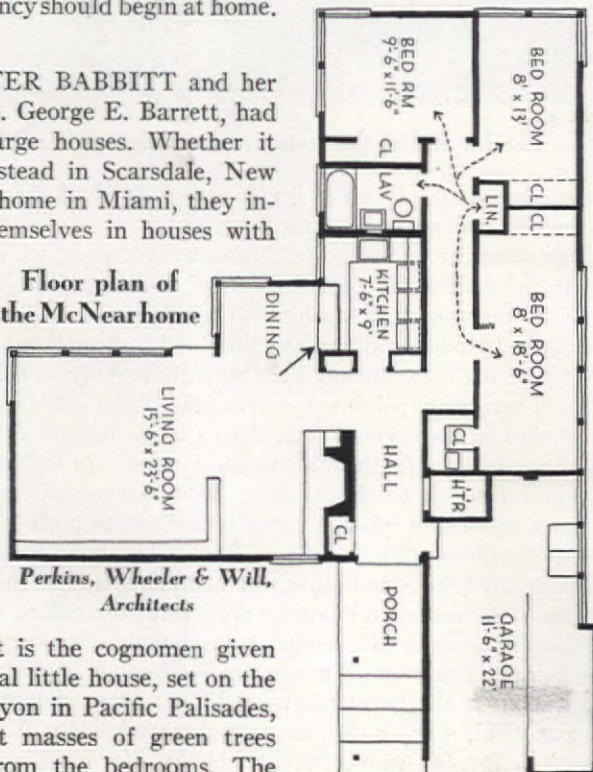 ncy should begin at home.
TER BABBITT and her
. George E. Barrett, had
arge houses. Whether it
stead in Scarsdale, New
home in Miami, they in-
emselves in houses with
Floor plan of
the McNear home
BED RM
9'-6" x 11'-6"
BED ROOM
8' x 13'
CL
LAV
LIN.
CL
CL
KITCHEN
7'-6" x 9'
DINING
BED ROOM
8' x 18'-6"
LIVING ROOM
15'-6" x 23'-6"
HALL
CL
HTR
CL
PORCH
GARAGE
11'-6" x 22'
Perkins, Wheeler & Will,
Architects
t is the cognomen given
al little house, set on the
yon in Pacific Palisades,
t masses of green trees
rom the bedrooms. The